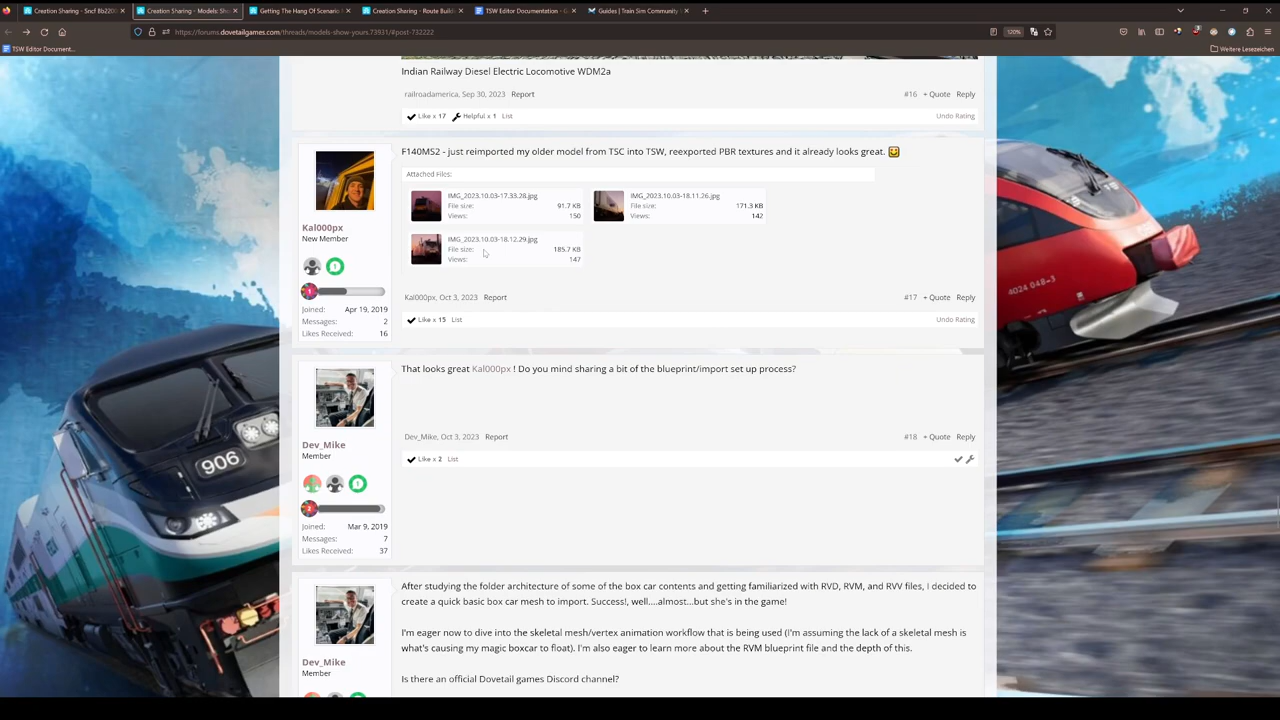 Creation Sharing - Sncf Bb2200
Creation Sharing - Models: Sho
Getting The Hang Of Scenario
Creation Sharing - Route Buildi
TSW Editor Documentation - G
Guides | Train Sim Community
https://forums.dovetailgames.com/threads/models-show-yours.73931/#post-732222
120%
TSW Editor Document...
Weitere Lesezeichen
Indian Railway Diesel Electric Locomotive WDM2a
railroadamerica, Sep 30, 2023 Report
#16 + Quote Reply
Like x 17 Helpful x 1 List
Undo Rating
F140MS2 - just reimported my older model from TSC into TSW, reexported PBR textures and it already looks great.
Attached Files:
IMG_2023.10.03-17.33.28.jpg
File size: 91.7 KB
Views: 150
IMG_2023.10.03-18.11.26.jpg
File size: 171.3 KB
Views: 142
IMG_2023.10.03-18.12.29.jpg
File size: 185.7 KB
Views: 147
Kal000px
New Member
1
1
Joined: Apr 19, 2019
Messages: 2
Likes Received: 16
Kal000px, Oct 3, 2023 Report
#17 + Quote Reply
Like x 15 List
Undo Rating
That looks great Kal000px ! Do you mind sharing a bit of the blueprint/import set up process?
Dev_Mike
Member
1
Joined: Mar 9, 2019
Messages: 7
Likes Received: 37
Dev_Mike, Oct 3, 2023 Report
#18 + Quote Reply
Like x 2 List
After studying the folder architecture of some of the box car contents and getting familiarized with RVD, RVM, and RVV files, I decided to
create a quick basic box car mesh to import. Success!, well....almost...but she's in the game!
I'm eager now to dive into the skeletal mesh/vertex animation workflow that is being used (I'm assuming the lack of a skeletal mesh is
what's causing my magic boxcar to float). I'm also eager to learn more about the RVM blueprint file and the depth of this.
Is there an official Dovetail games Discord channel?
Dev_Mike
Member
906
4024 048-3